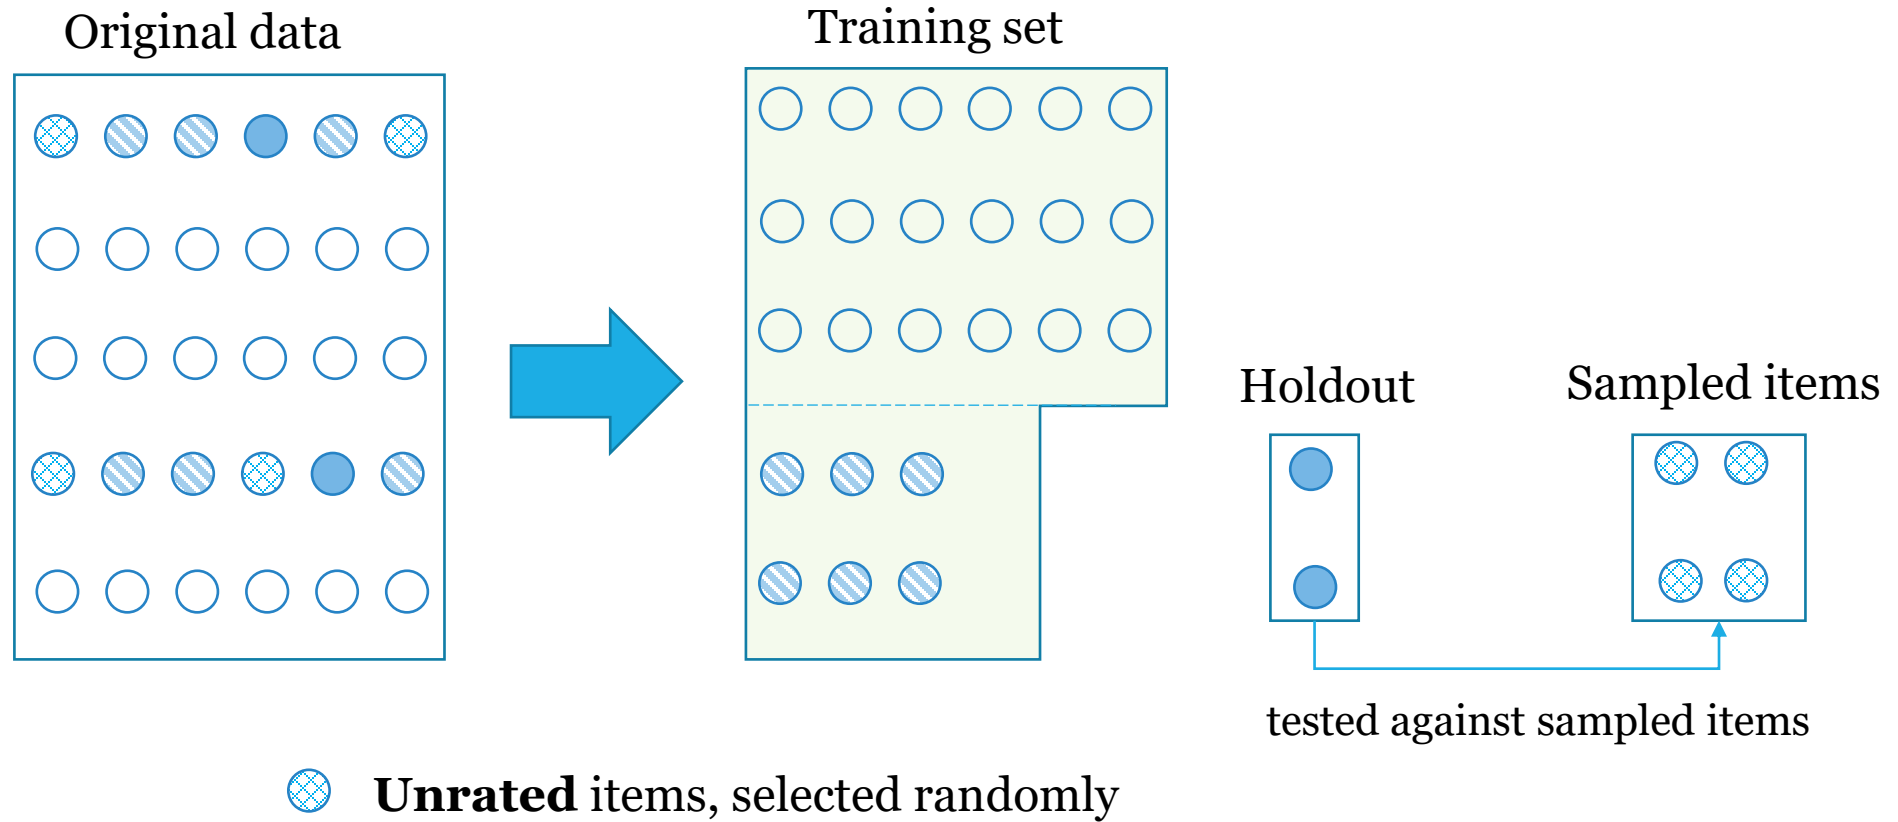 Original data
Training set
Holdout
Sampled items
tested against sampled items
Unrated items, selected randomly